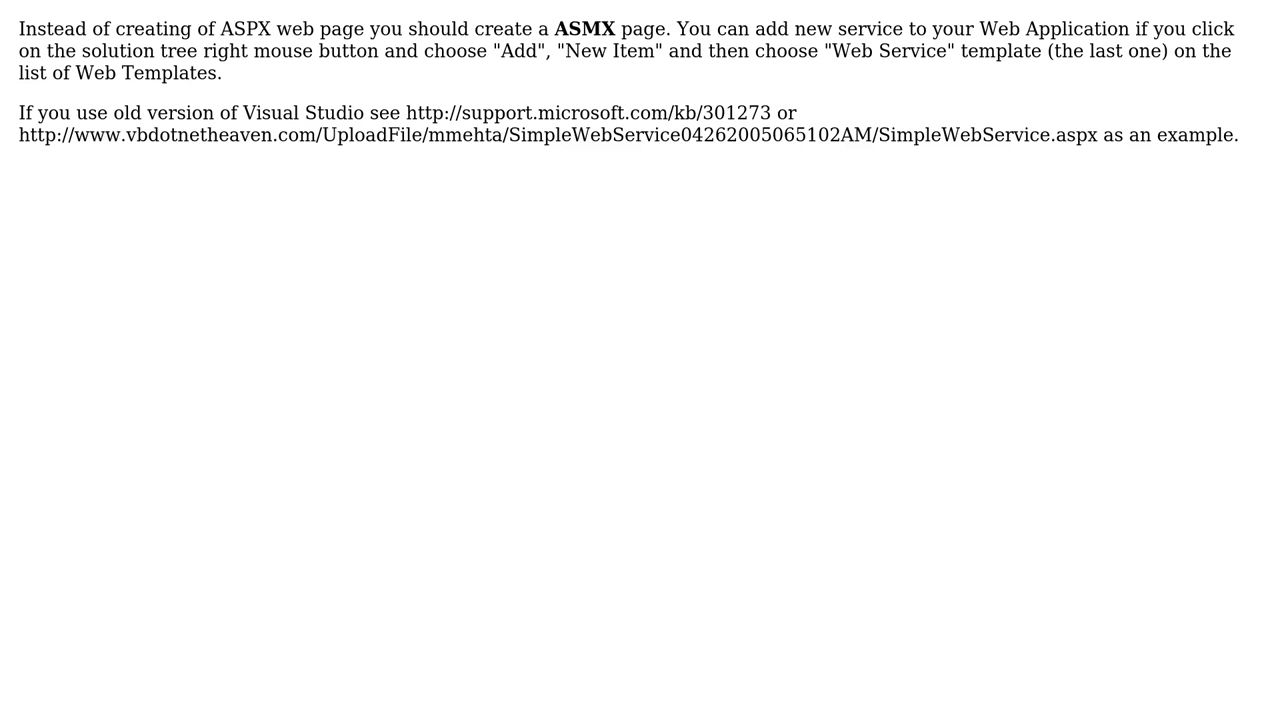 Instead of creating of ASPX web page you should create a ASMX page. You can add new service to your Web Application if you click
on the solution tree right mouse button and choose "Add", "New Item" and then choose "Web Service" template (the last one) on the
list of Web Templates.
If you use old version of Visual Studio see http://support.microsoft.com/kb/301273 or
http://www.vbdotnetheaven.com/UploadFile/mmehta/SimpleWebService04262005065102AM/SimpleWebService.aspx as an example.